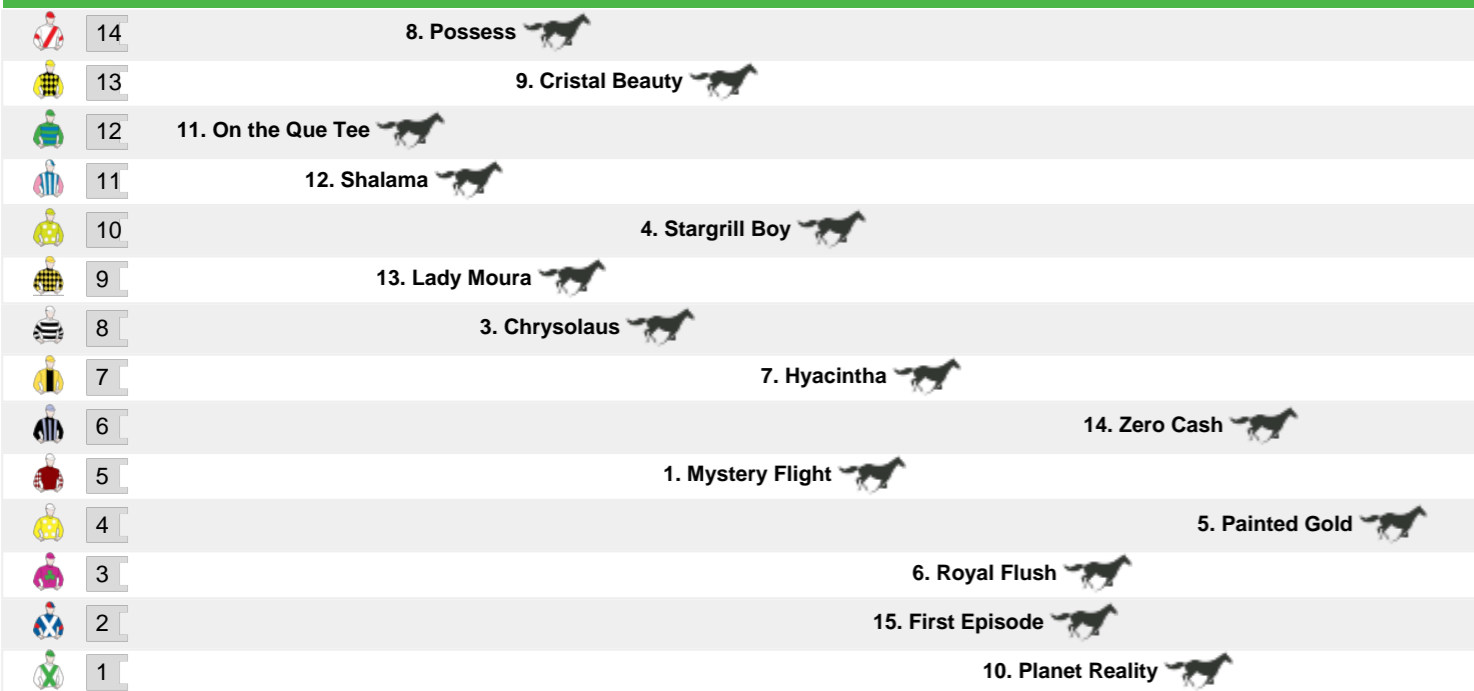 14 8. Possess
13 9. Cristal Beauty
12 11. On the Que Tee
11 12. Shalama
10 4. Stargrill Boy
9 13. Lady Moura
8 3. Chrysolaus
7 7. Hyacintha
6 14. Zero Cash
5 1. Mystery Flight
4 5. Painted Gold
3 6. Royal Flush
2 15. First Episode
1 10. Planet Reality